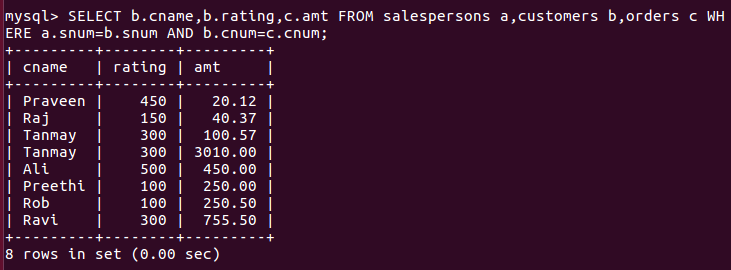 mysql> SELECT b.cname,b.rating,c.amt FROM salespersons a,customers b,orders c WH
ERE a.snum=b.snum AND b.cnum=c.cnum;
+---------+--------+---------+
| cname   | rating | amt     |
+---------+--------+---------+
| Praveen |    450 |   20.12 |
| Raj     |    150 |   40.37 |
| Tanmay  |    300 |  100.57 |
| Tanmay  |    300 | 3010.00 |
| Ali     |    500 |  450.00 |
| Preethi |    100 |  250.00 |
| Rob     |    100 |  250.50 |
| Ravi    |    300 |  755.50 |
+---------+--------+---------+
8 rows in set (0.00 sec)